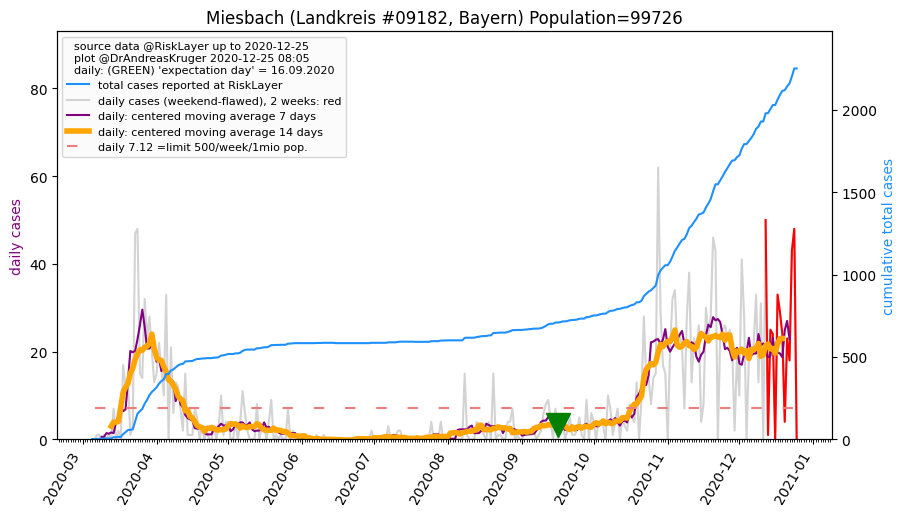 Miesbach (Landkreis #09182, Bayern) Population=99726
source data @RiskLayer up to 2020-12-25
plot @DrAndreasKruger 2020-12-25 08:05
daily: (GREEN) 'expectation day' = 16.09.2020
total cases reported at RiskLayer
daily cases (weekend-flawed), 2 weeks: red
daily: centered moving average 7 days
daily: centered moving average 14 days
daily 7.12 =limit 500/week/1mio pop.
daily cases
80
60
40
20
0
cumulative total cases
2000
1500
1000
500
0
2020-03
2020-04
2020-05
2020-06
2020-07
2020-08
2020-09
2020-10
2020-11
2020-12
2021-01